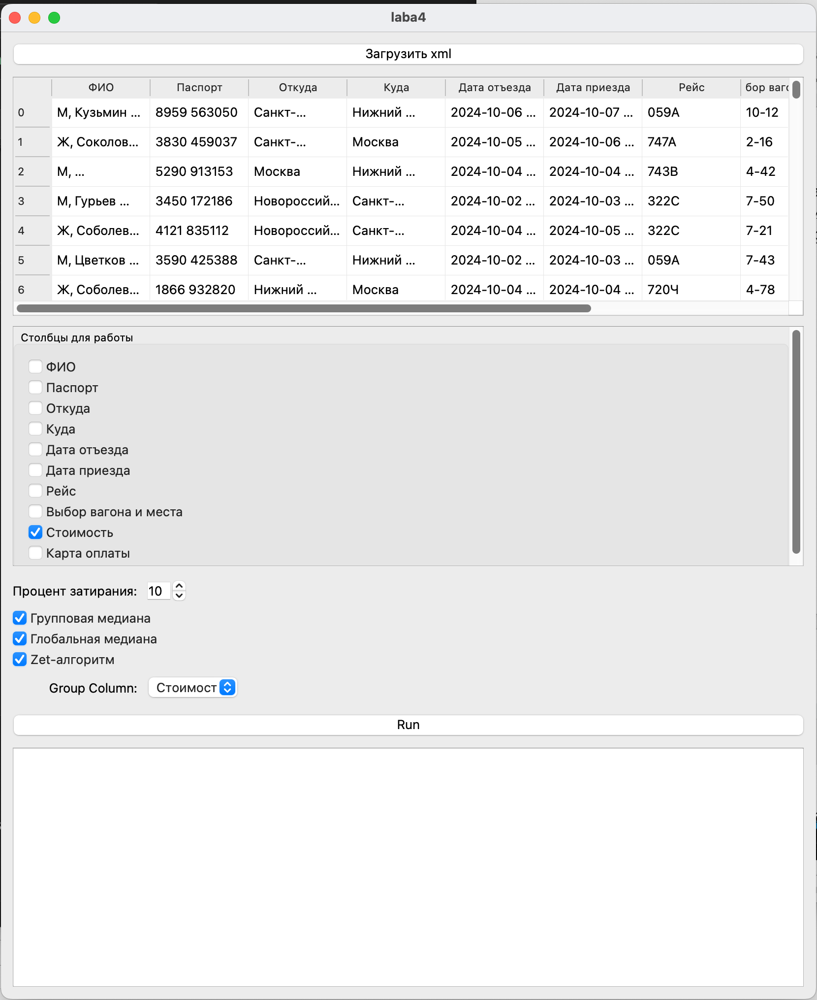 laba4
Загрузить xml
ФИО Паспорт Откуда Куда Дата отъезда Дата приезда Рейс бор ваг
0 М, Кузьмин ... 8959 563050 Санкт-... Нижний ... 2024-10-06 ... 2024-10-07 ... 059А 10-12
1 Ж, Соколов... 3830 459037 Санкт-... Москва 2024-10-05 ... 2024-10-06 ... 747А 2-16
2 М, ... 5290 913153 Москва Нижний ... 2024-10-04 ... 2024-10-04 ... 743В 4-42
3 М, Гурьев ... 3450 172186 Новороссий... Санкт-... 2024-10-02 ... 2024-10-03 ... 322С 7-50
4 Ж, Соболев... 4121 835112 Новороссий... Санкт-... 2024-10-04 ... 2024-10-05 ... 322С 7-21
5 М, Цветков ... 3590 425388 Санкт-... Нижний ... 2024-10-02 ... 2024-10-03 ... 059А 7-43
6 Ж, Соболев... 1866 932820 Нижний ... Москва 2024-10-04 ... 2024-10-04 ... 720Ч 4-78
Столбцы для работы
ФИО
Паспорт
Откуда
Куда
Дата отъезда
Дата приезда
Рейс
Выбор вагона и места
Стоимость
Карта оплаты
Процент затирания: 10
Групповая медиана
Глобальная медиана
Zet-алгоритм
Group Column: Стоимост
Run